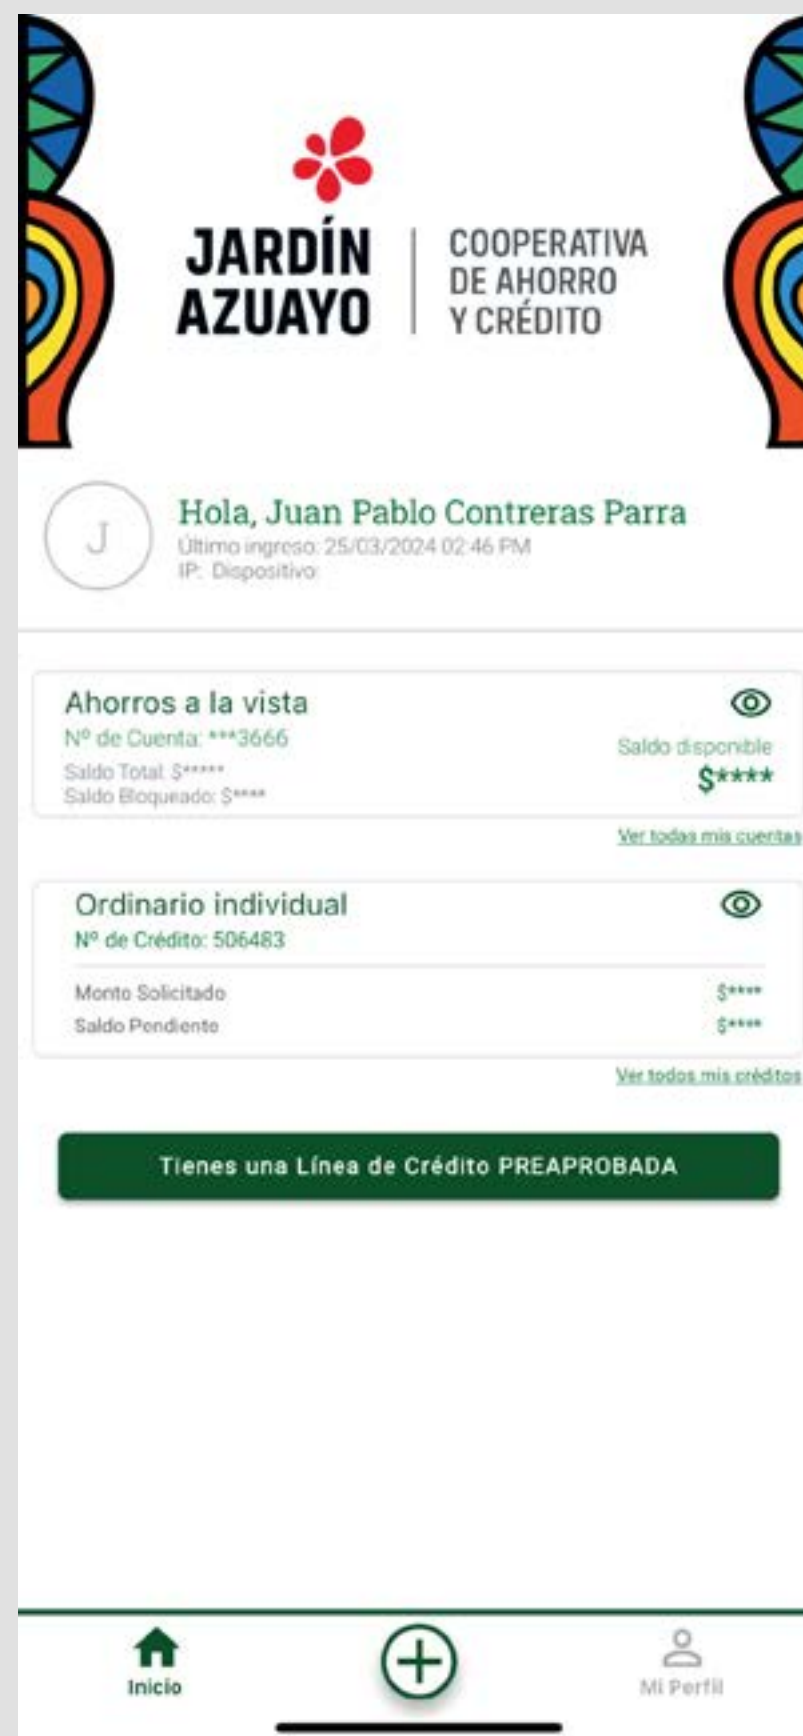 JARDÍN
AZUAYO
COOPERATIVA
DE AHORRO
Y CRÉDITO
J
Hola, Juan Pablo Contreras Parra
Último ingreso: 25/03/2024 02:46 PM
IP: Dispositivo:
Ahorros a la vista
Nº de Cuenta: ***3666
Saldo Total: $*****
Saldo Bloqueado: $****
Saldo disponible
$****
Ver todas mis cuentas
Ordinario individual
Nº de Crédito: 506483
Monto Solicitado $****
Saldo Pendiente $****
Ver todos mis créditos
Tienes una Línea de Crédito PREAPROBADA
Inicio
Mi Perfil